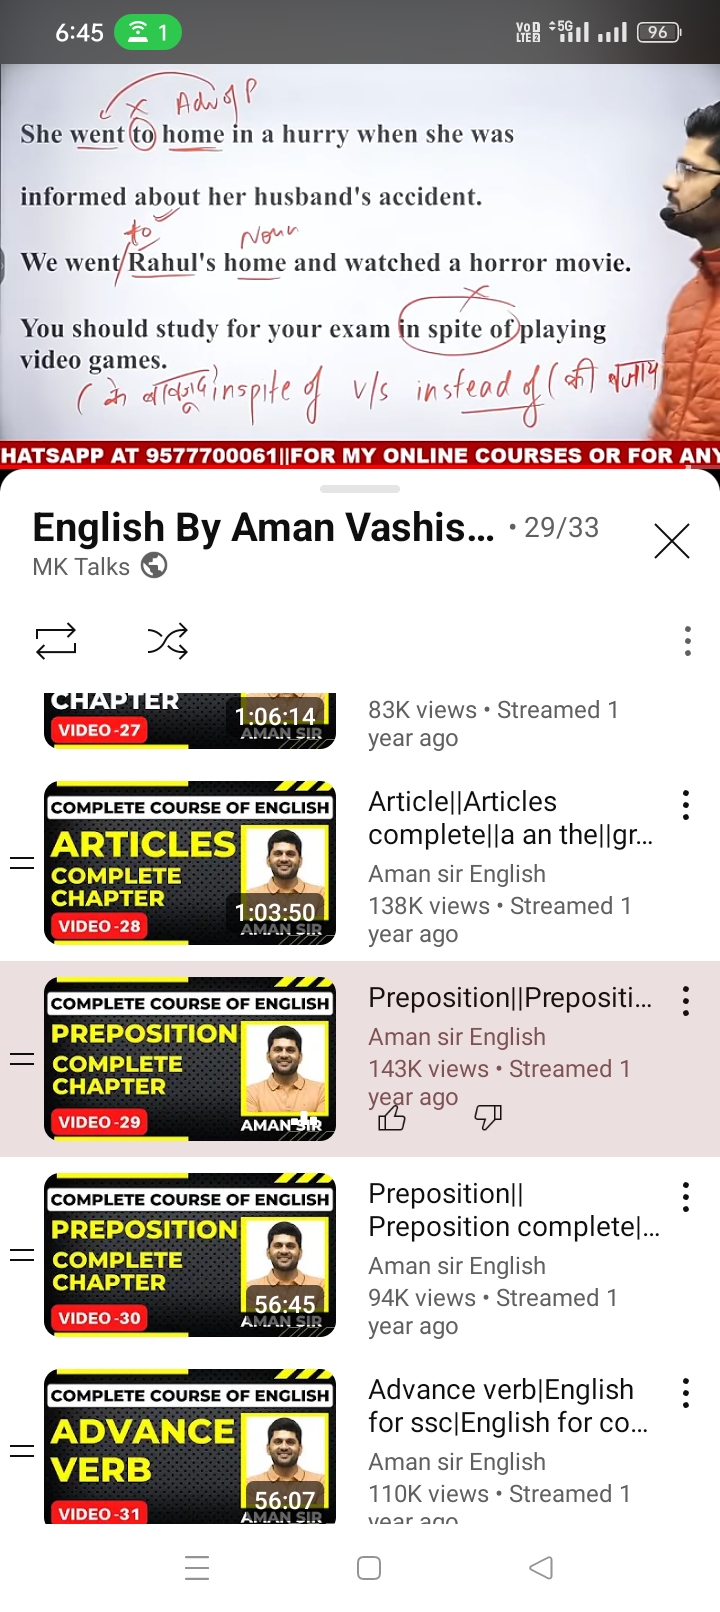 6:45 1 Vo LTE2 5G 96
x Adv of P
She went to home in a hurry when she was
informed about her husband's accident.
to Noun
We went Rahul's home and watched a horror movie.
x
You should study for your exam in spite of playing
video games.
(के बावजूद) inspite of v/s instead of (की बजाय
HATSAPP AT 9577700061||FOR MY ONLINE COURSES OR FOR ANY
English By Aman Vashis... • 29/33
MK Talks
CHAPTER
VIDEO-27
1:06:14
AMAN SIR
83K views • Streamed 1
year ago
COMPLETE COURSE OF ENGLISH
ARTICLES
COMPLETE
CHAPTER
VIDEO-28
1:03:50
AMAN SIR
Article||Articles
complete||a an the||gr...
Aman sir English
138K views • Streamed 1
year ago
COMPLETE COURSE OF ENGLISH
PREPOSITION
COMPLETE
CHAPTER
VIDEO-29
AMAN SIR
Preposition||Prepositi...
Aman sir English
143K views • Streamed 1
year ago
COMPLETE COURSE OF ENGLISH
PREPOSITION
COMPLETE
CHAPTER
VIDEO-30
56:45
AMAN SIR
Preposition||
Preposition complete|...
Aman sir English
94K views • Streamed 1
year ago
COMPLETE COURSE OF ENGLISH
ADVANCE
VERB
VIDEO-31
56:07
AMAN SIR
Advance verb|English
for ssc|English for co...
Aman sir English
110K views • Streamed 1
year ago